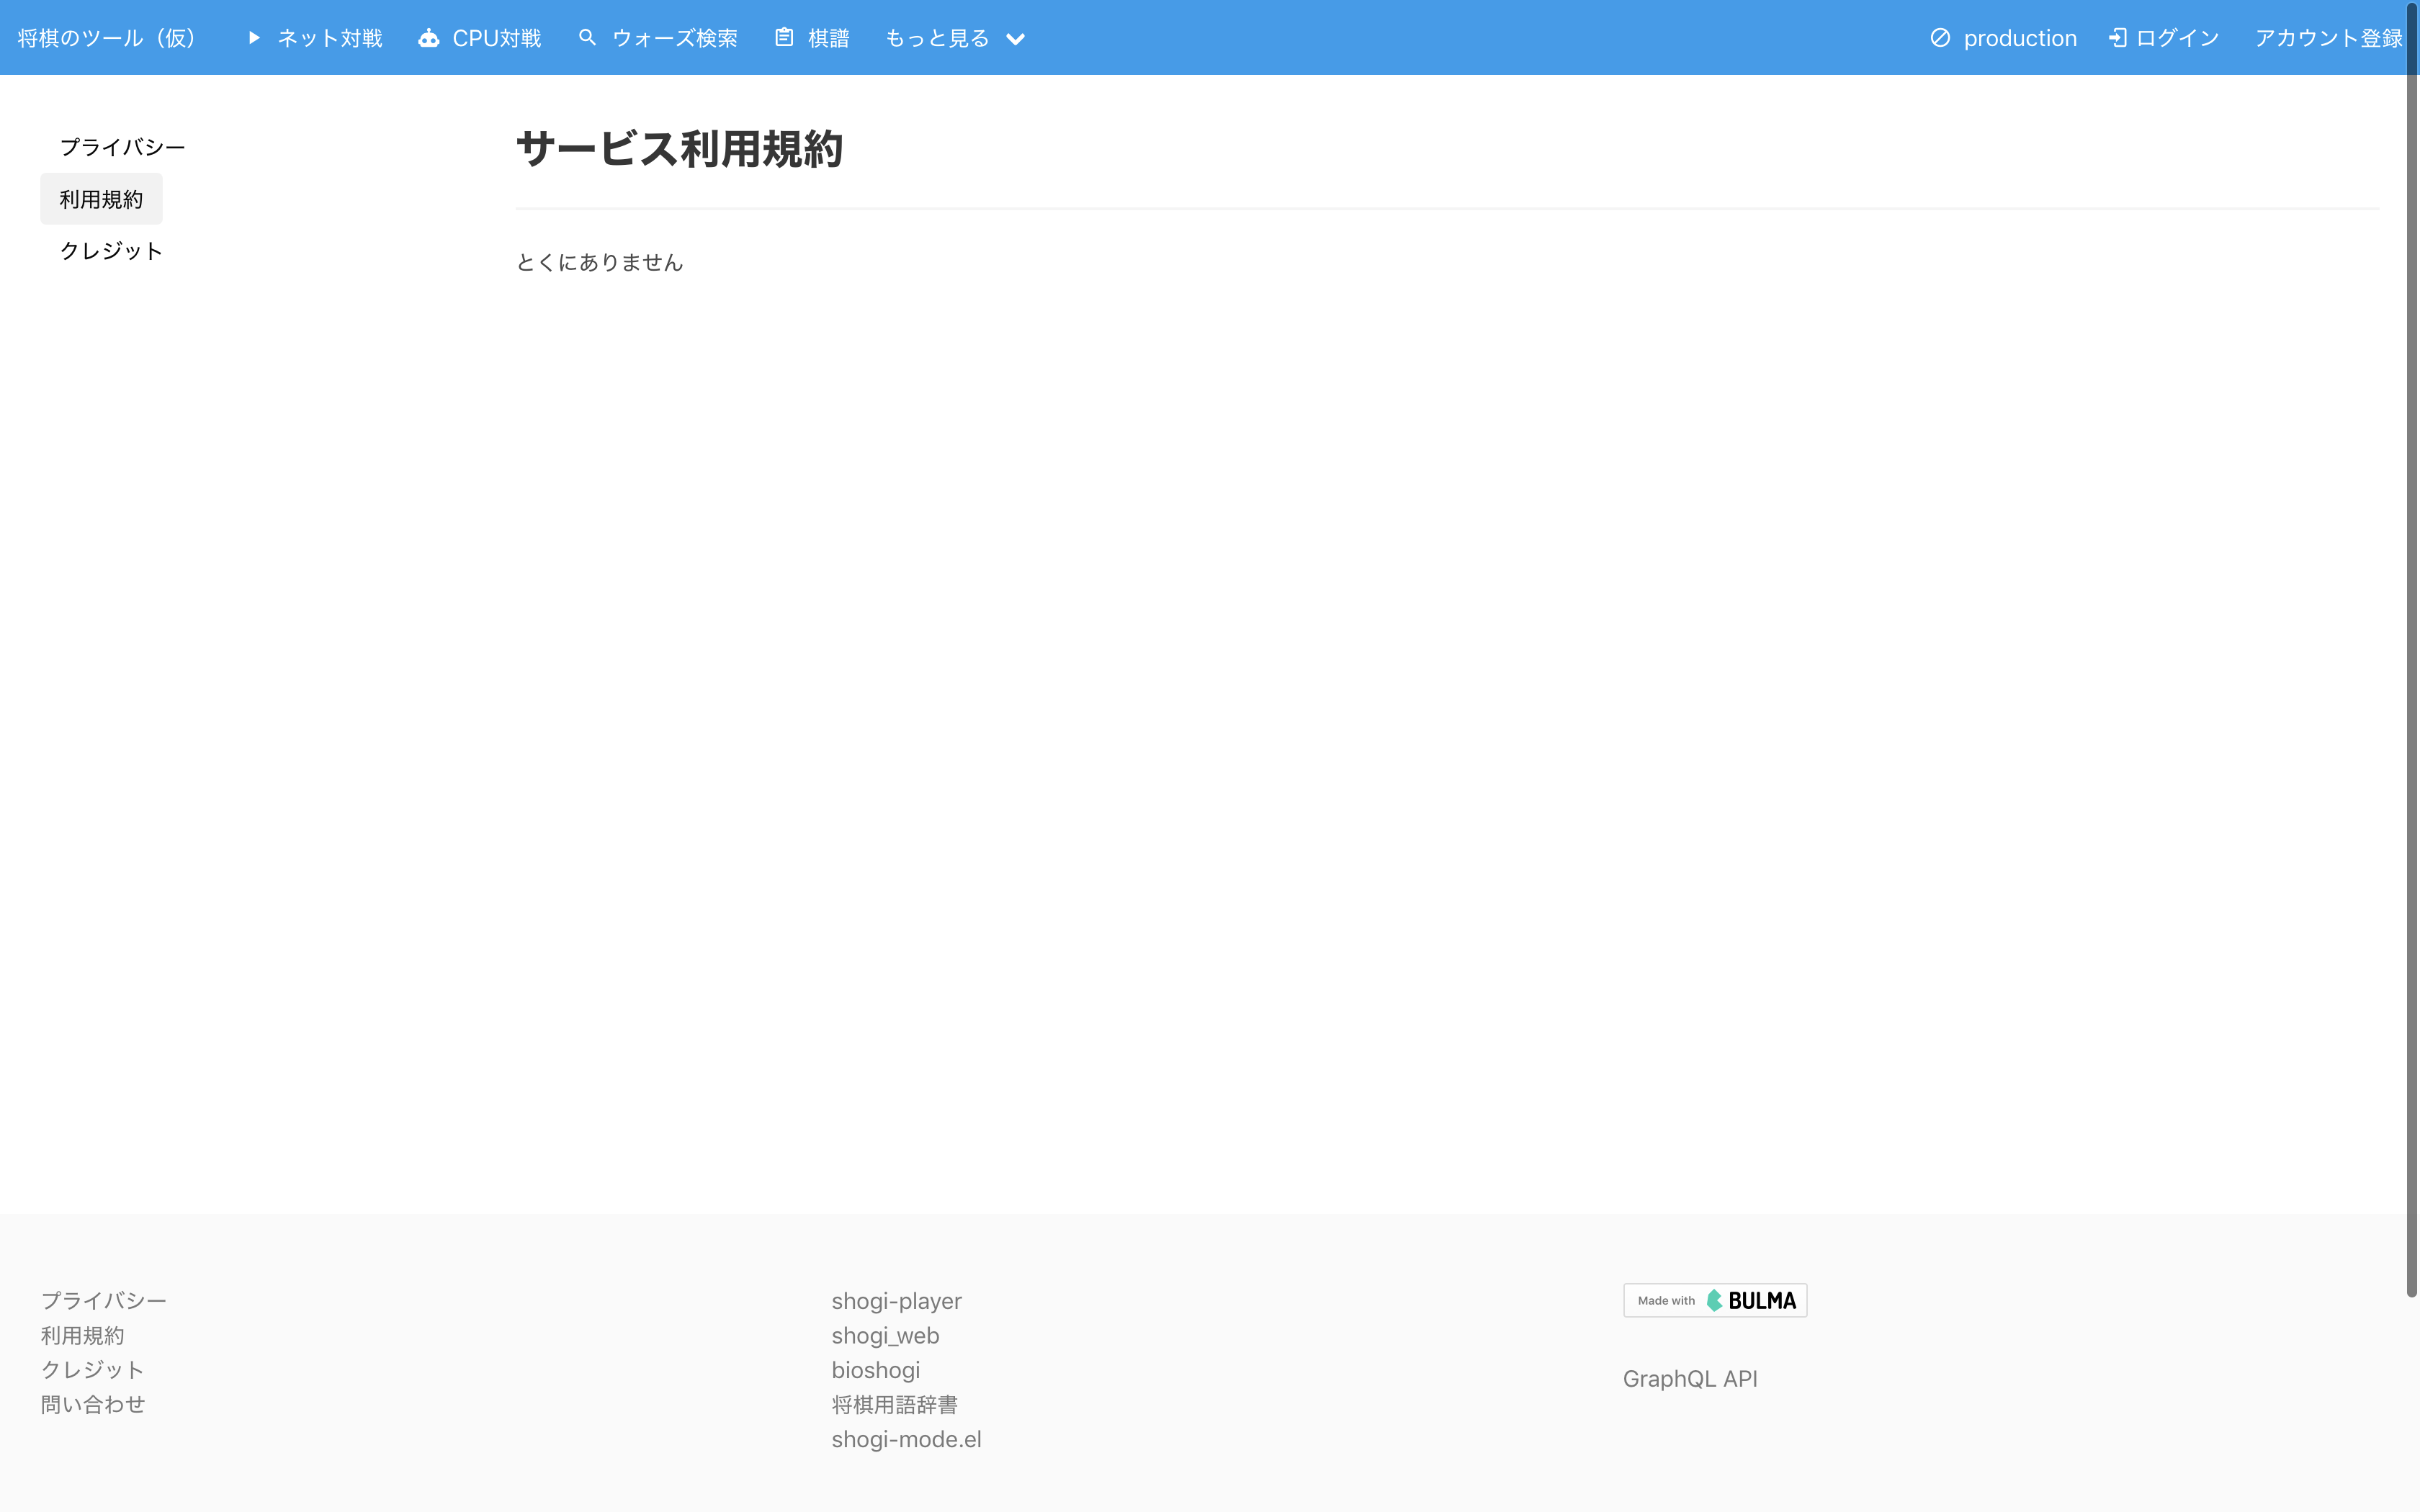 将棋のツール（仮） ネット対戦 CPU対戦 ウォーズ検索 棋譜 もっと見る production ログイン アカウント登録
プライバシー
利用規約
クレジット
サービス利用規約
とくにありません
プライバシー
利用規約
クレジット
問い合わせ
shogi-player
shogi_web
bioshogi
将棋用語辞書
shogi-mode.el
Made with BULMA
GraphQL API